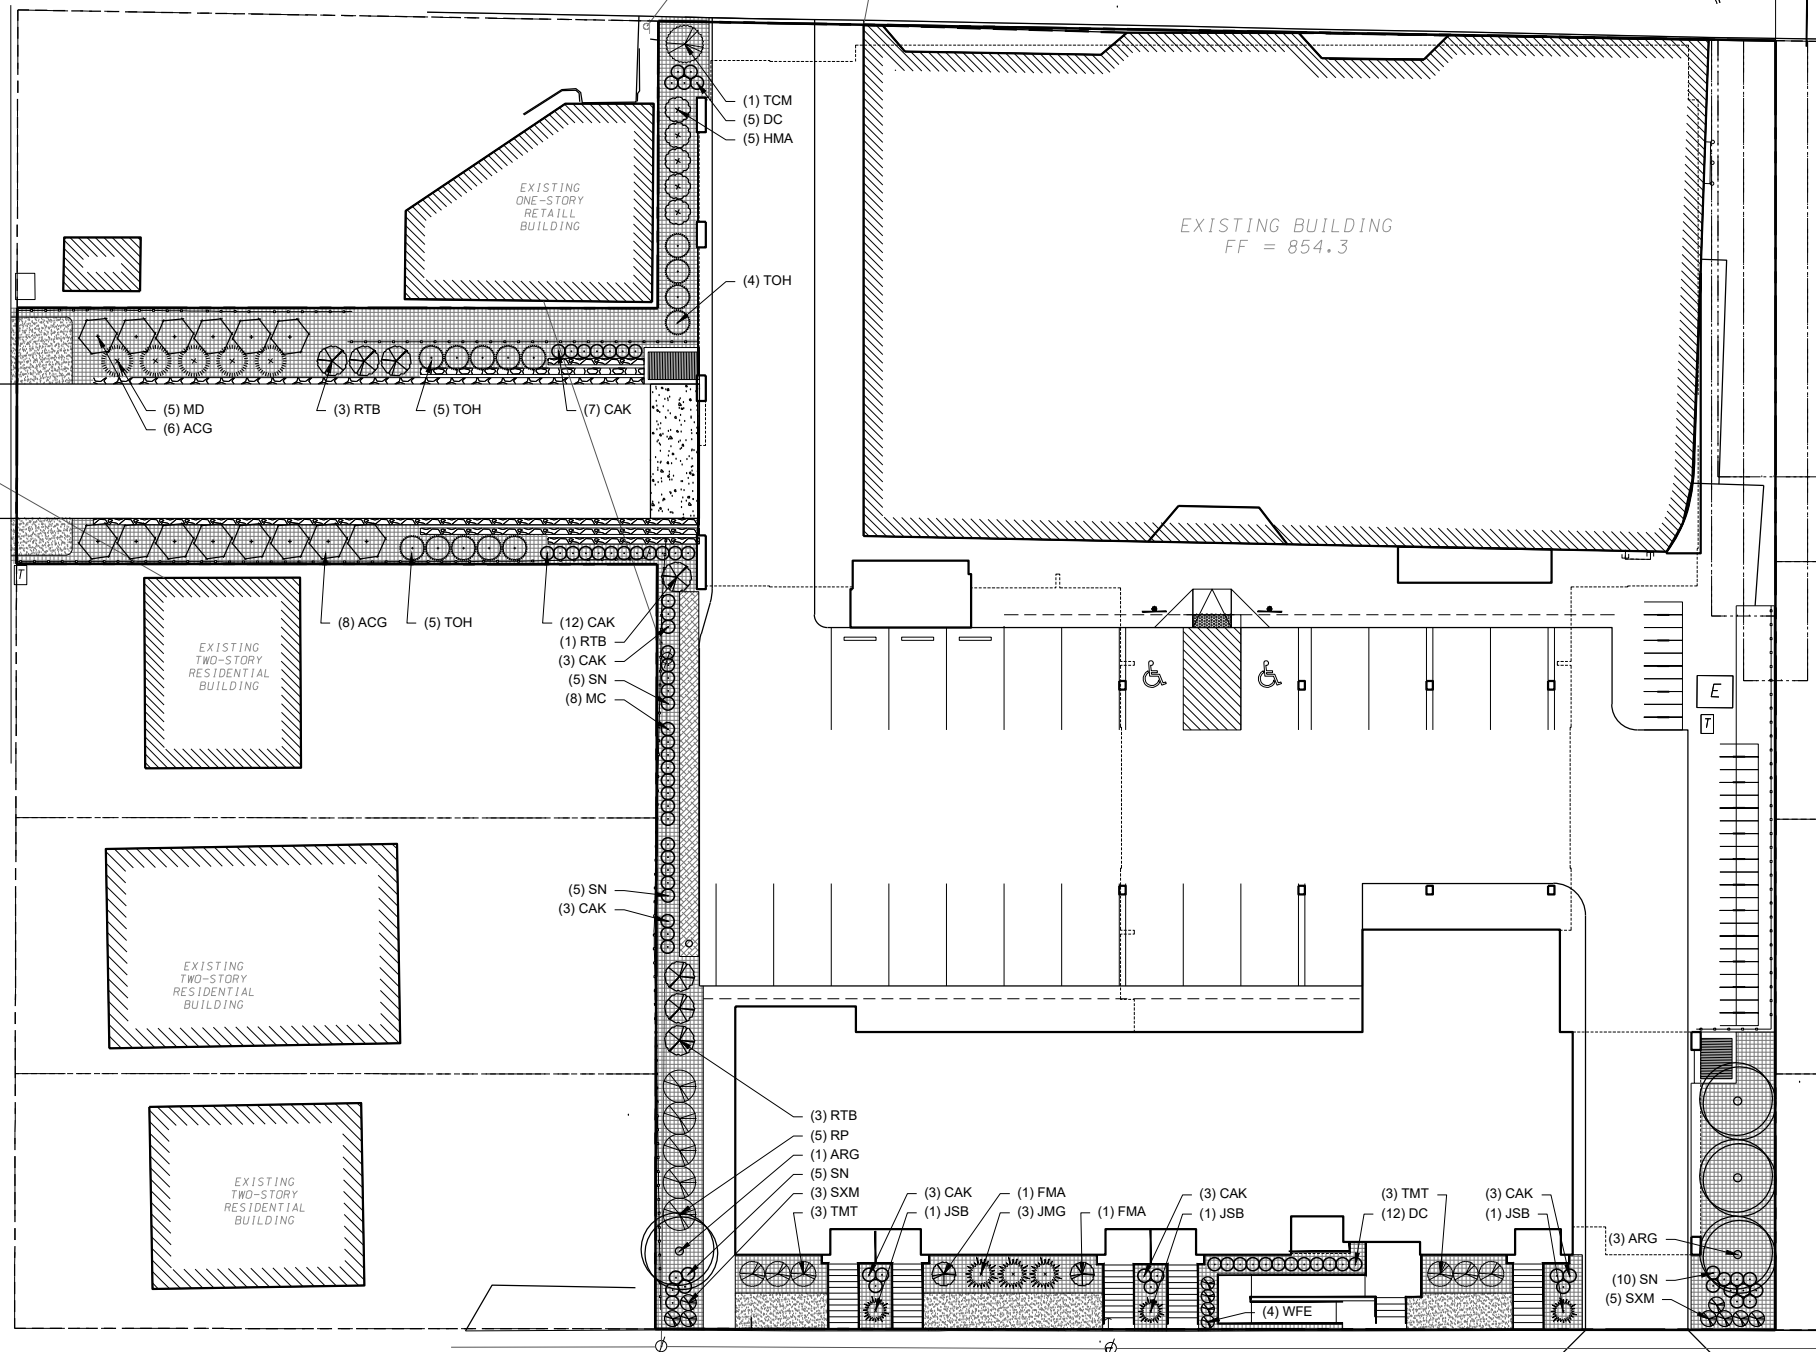 (1) TCM
(5) DC
(5) HMA
EXISTING
ONE-STORY
RETAILL
BUILDING
EXISTING BUILDING
FF = 854.3
(4) TOH
(5) MD
(6) ACG
(3) RTB
(5) TOH
(7) CAK
T
(8) ACG
(5) TOH
(12) CAK
(1) RTB
(3) CAK
(5) SN
(8) MC
EXISTING
TWO-STORY
RESIDENTIAL
BUILDING
E
T
(5) SN
(3) CAK
EXISTING
TWO-STORY
RESIDENTIAL
BUILDING
(3) RTB
(5) RP
(1) ARG
(5) SN
(3) SXM
(3) TMT
EXISTING
TWO-STORY
RESIDENTIAL
BUILDING
(3) CAK
(1) JSB
(1) FMA
(3) JMG
(1) FMA
(3) CAK
(1) JSB
(3) TMT
(12) DC
(3) CAK
(1) JSB
(3) ARG
(10) SN
(5) SXM
(4) WFE